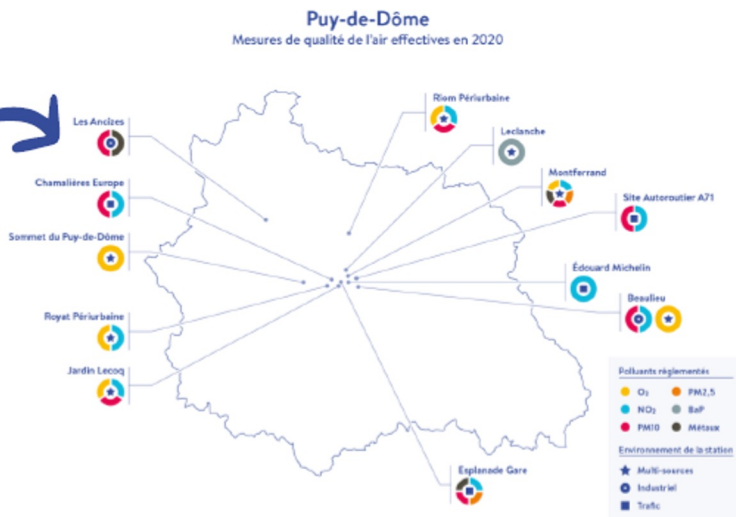 Puy-de-Dôme
Mesures de qualité de l'air effectives en 2020
Les Ancizes
Riom Périurbaine
Leclanche
Chamalières Europe
Montferrand
Site Autoroutier A71
Sommet du Puy-de-Dôme
Édouard Michelin
Beaulieu
Royat Périurbaine
Jardin Lecoq
Esplanade Gare
Polluants règlementés
O₃
PM2,5
NO₂
BaP
PM10
Métaux
Environnement de la station
Multi-sources
Industriel
Trafic